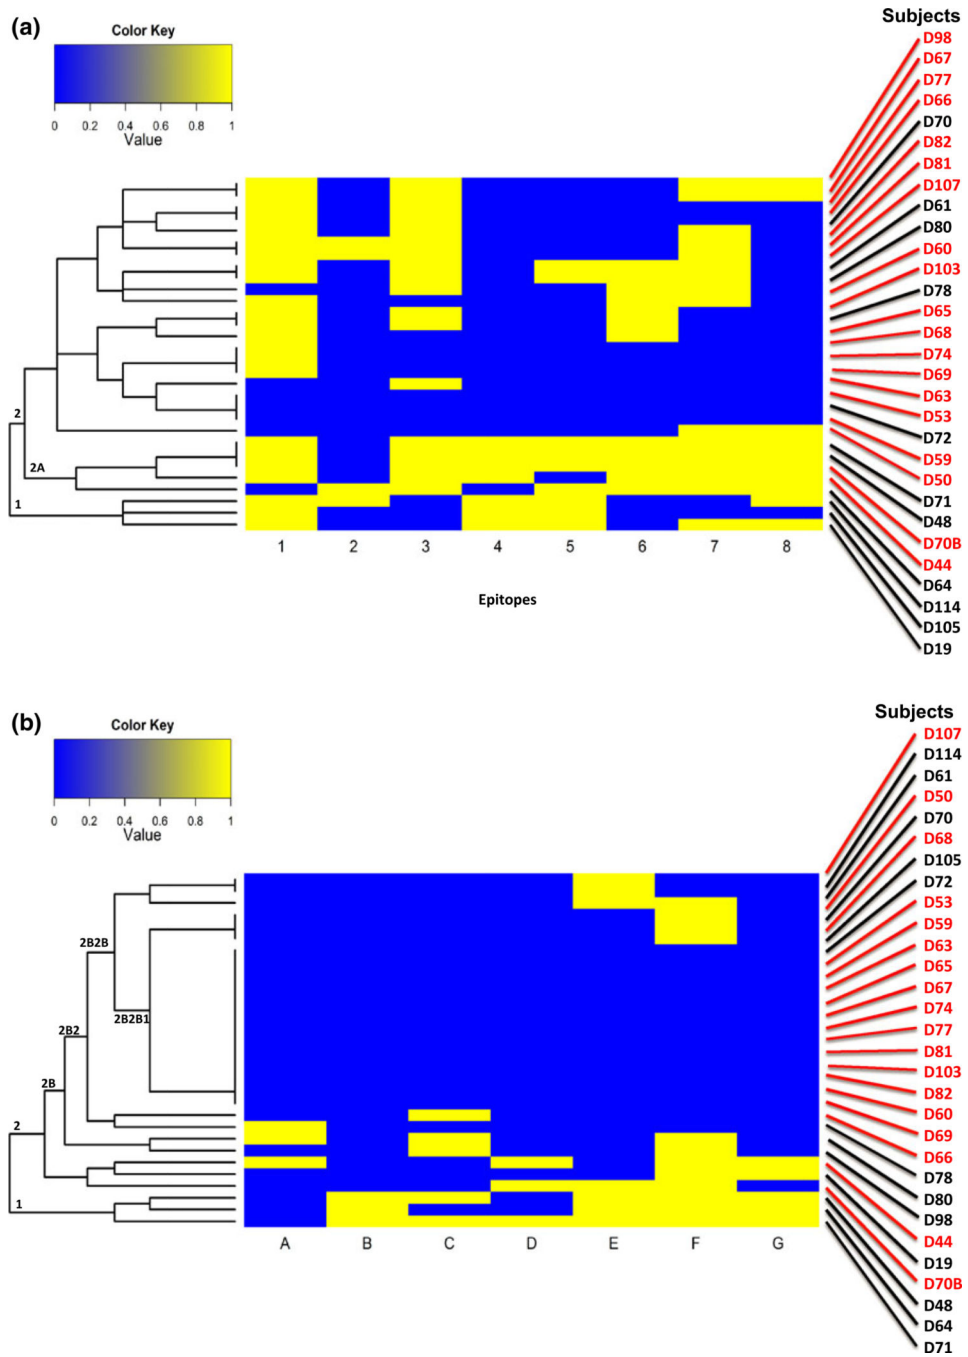 (a)
Color Key
0 0.2 0.4 0.6 0.8 1
Value
Subjects
D98
D67
D77
D66
D70
D82
D81
D107
D61
D80
D60
D103
D78
D65
D68
D74
D69
D63
D53
D72
D59
D50
D71
D48
D70B
D44
D64
D114
D105
D19
2
2A
1
1 2 3 4 5 6 7 8
Epitopes
(b)
Color Key
0 0.2 0.4 0.6 0.8 1
Value
Subjects
D107
D114
D61
D50
D70
D68
D105
D72
D53
D59
D63
D65
D67
D74
D77
D81
D103
D82
D60
D69
D66
D78
D80
D98
D44
D19
D70B
D48
D64
D71
2B2B
2B2B1
2B2
2B
2
1
A B C D E F G